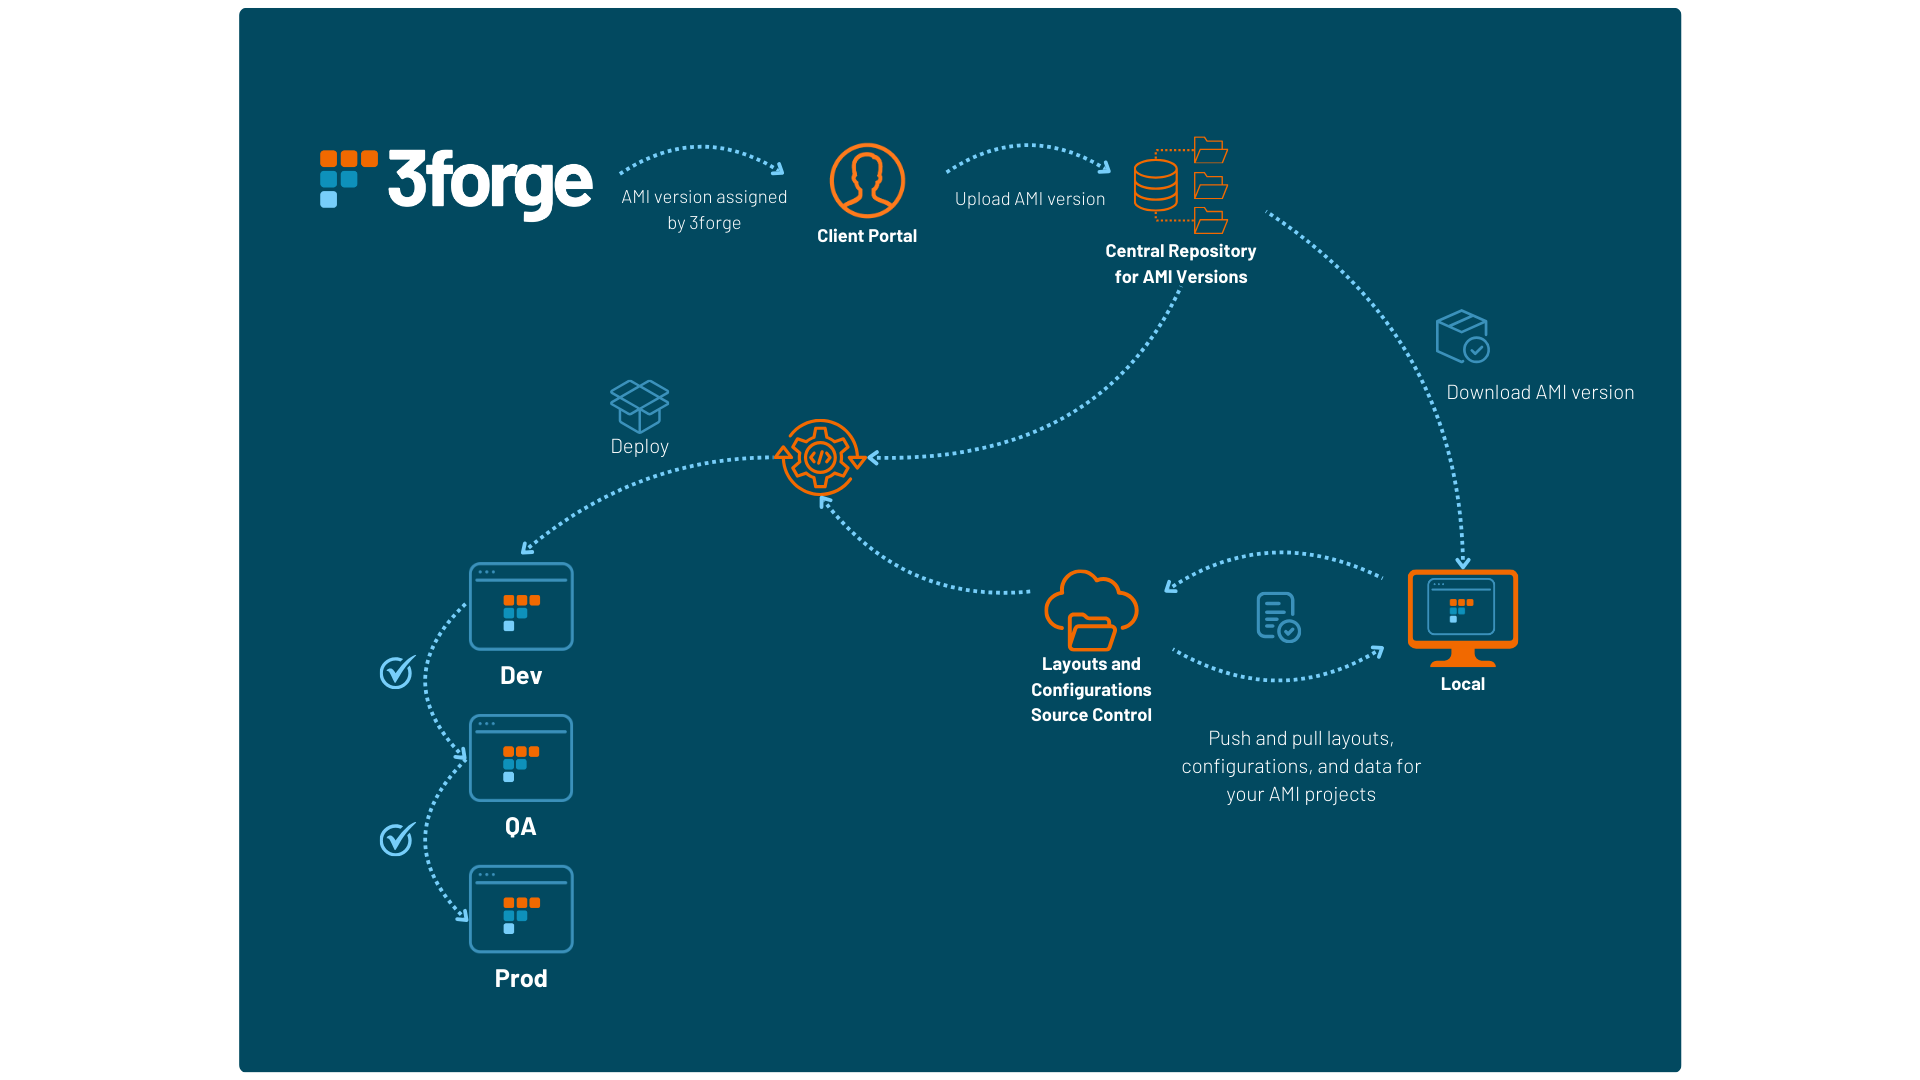 3forge
AMI version assigned
by 3forge
Client Portal
Upload AMI version
Central Repository
for AMI Versions
Download AMI version
Deploy
</>
Layouts and
Configurations
Source Control
Local
Push and pull layouts,
configurations, and data for
your AMI projects
Dev
QA
Prod